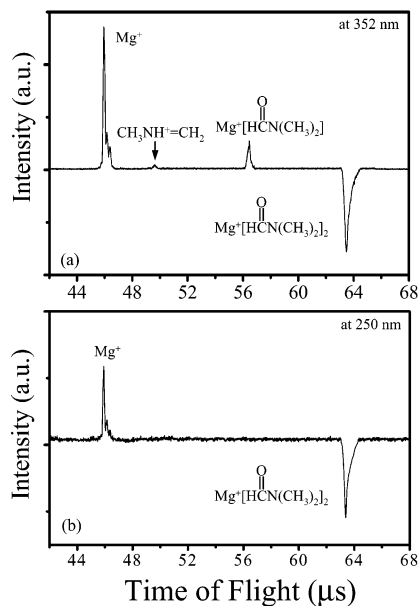 at 352 nm
Mg⁺
O
Mg⁺[HCN(CH₃)₂]
CH₃NH⁺=CH₂
O
Mg⁺[HCN(CH₃)₂]₂
(a)
Intensity (a.u.)
44 48 52 56 60 64 68
at 250 nm
Mg⁺
O
Mg⁺[HCN(CH₃)₂]₂
(b)
Intensity (a.u.)
44 48 52 56 60 64 68
Time of Flight (μs)